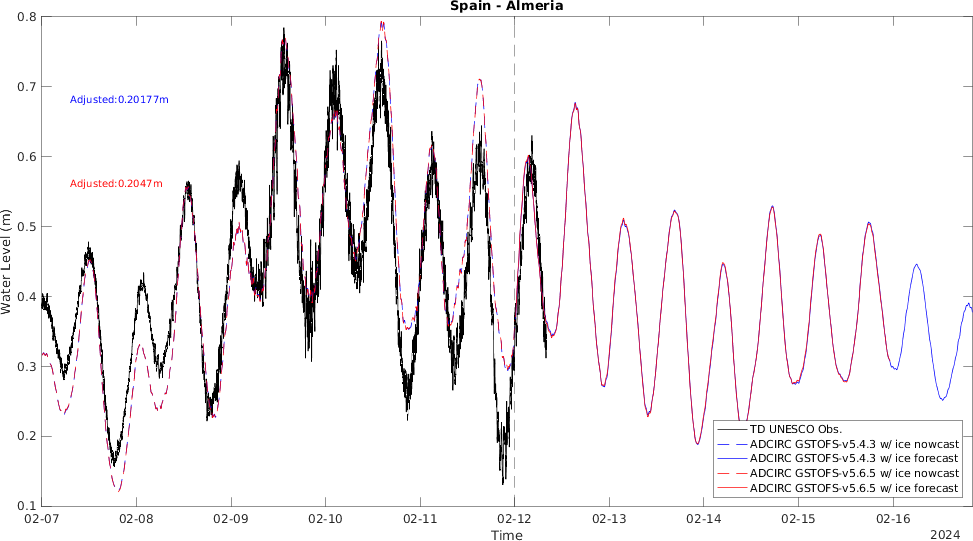 Spain - Almeria
0.8
0.7
0.6
0.5
0.4
0.3
0.2
0.1
Water Level (m)
Adjusted:0.20177m
Adjusted:0.2047m
TD UNESCO Obs.
ADCIRC GSTOFS-v5.4.3 w/ ice nowcast
ADCIRC GSTOFS-v5.4.3 w/ ice forecast
ADCIRC GSTOFS-v5.6.5 w/ ice nowcast
ADCIRC GSTOFS-v5.6.5 w/ ice forecast
02-07 02-08 02-09 02-10 02-11 02-12 02-13 02-14 02-15 02-16
Time
2024